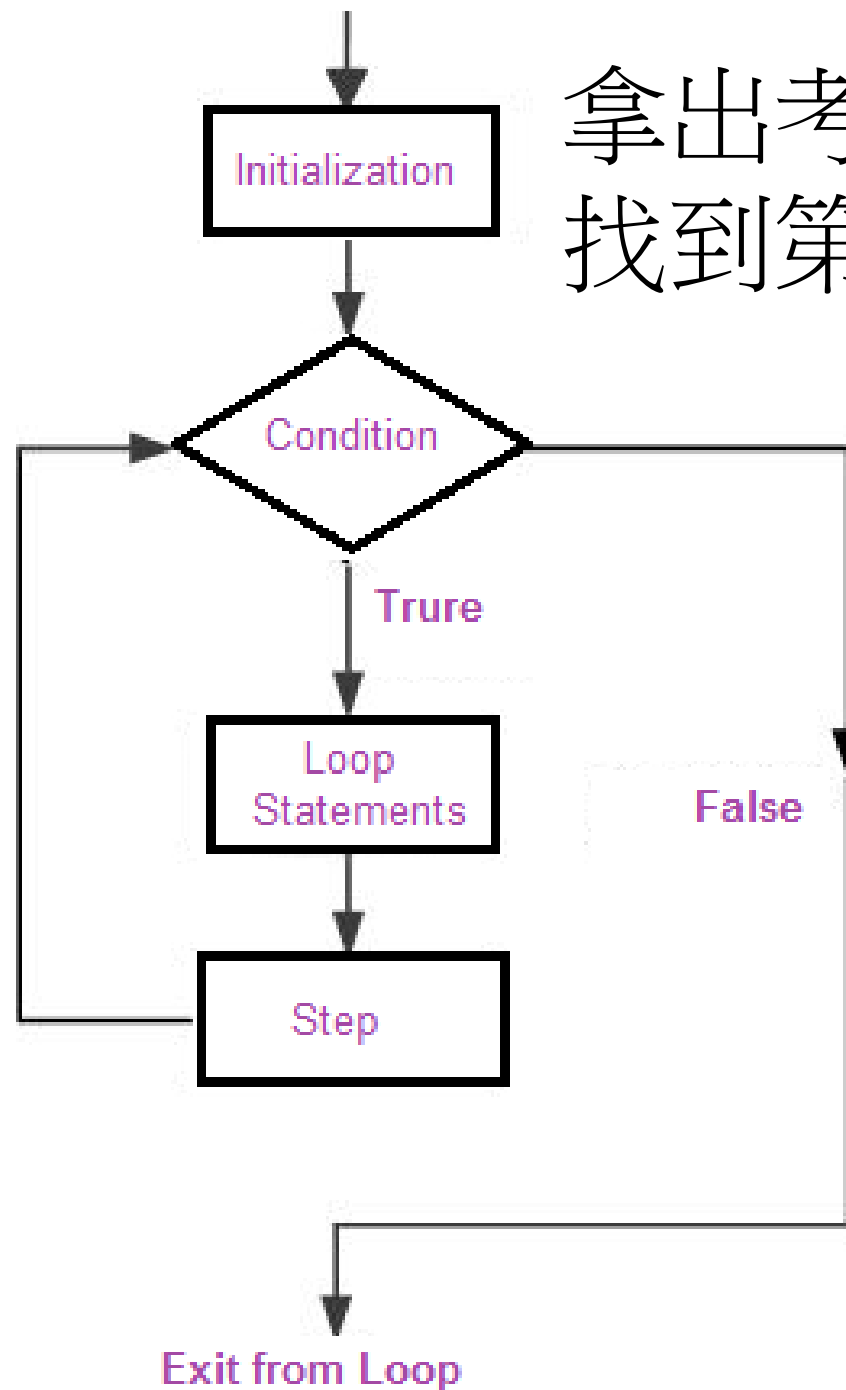 Initialization
拿出
找到
Condition
Trure
Loop
Statements
False
Step
Exit from Loop